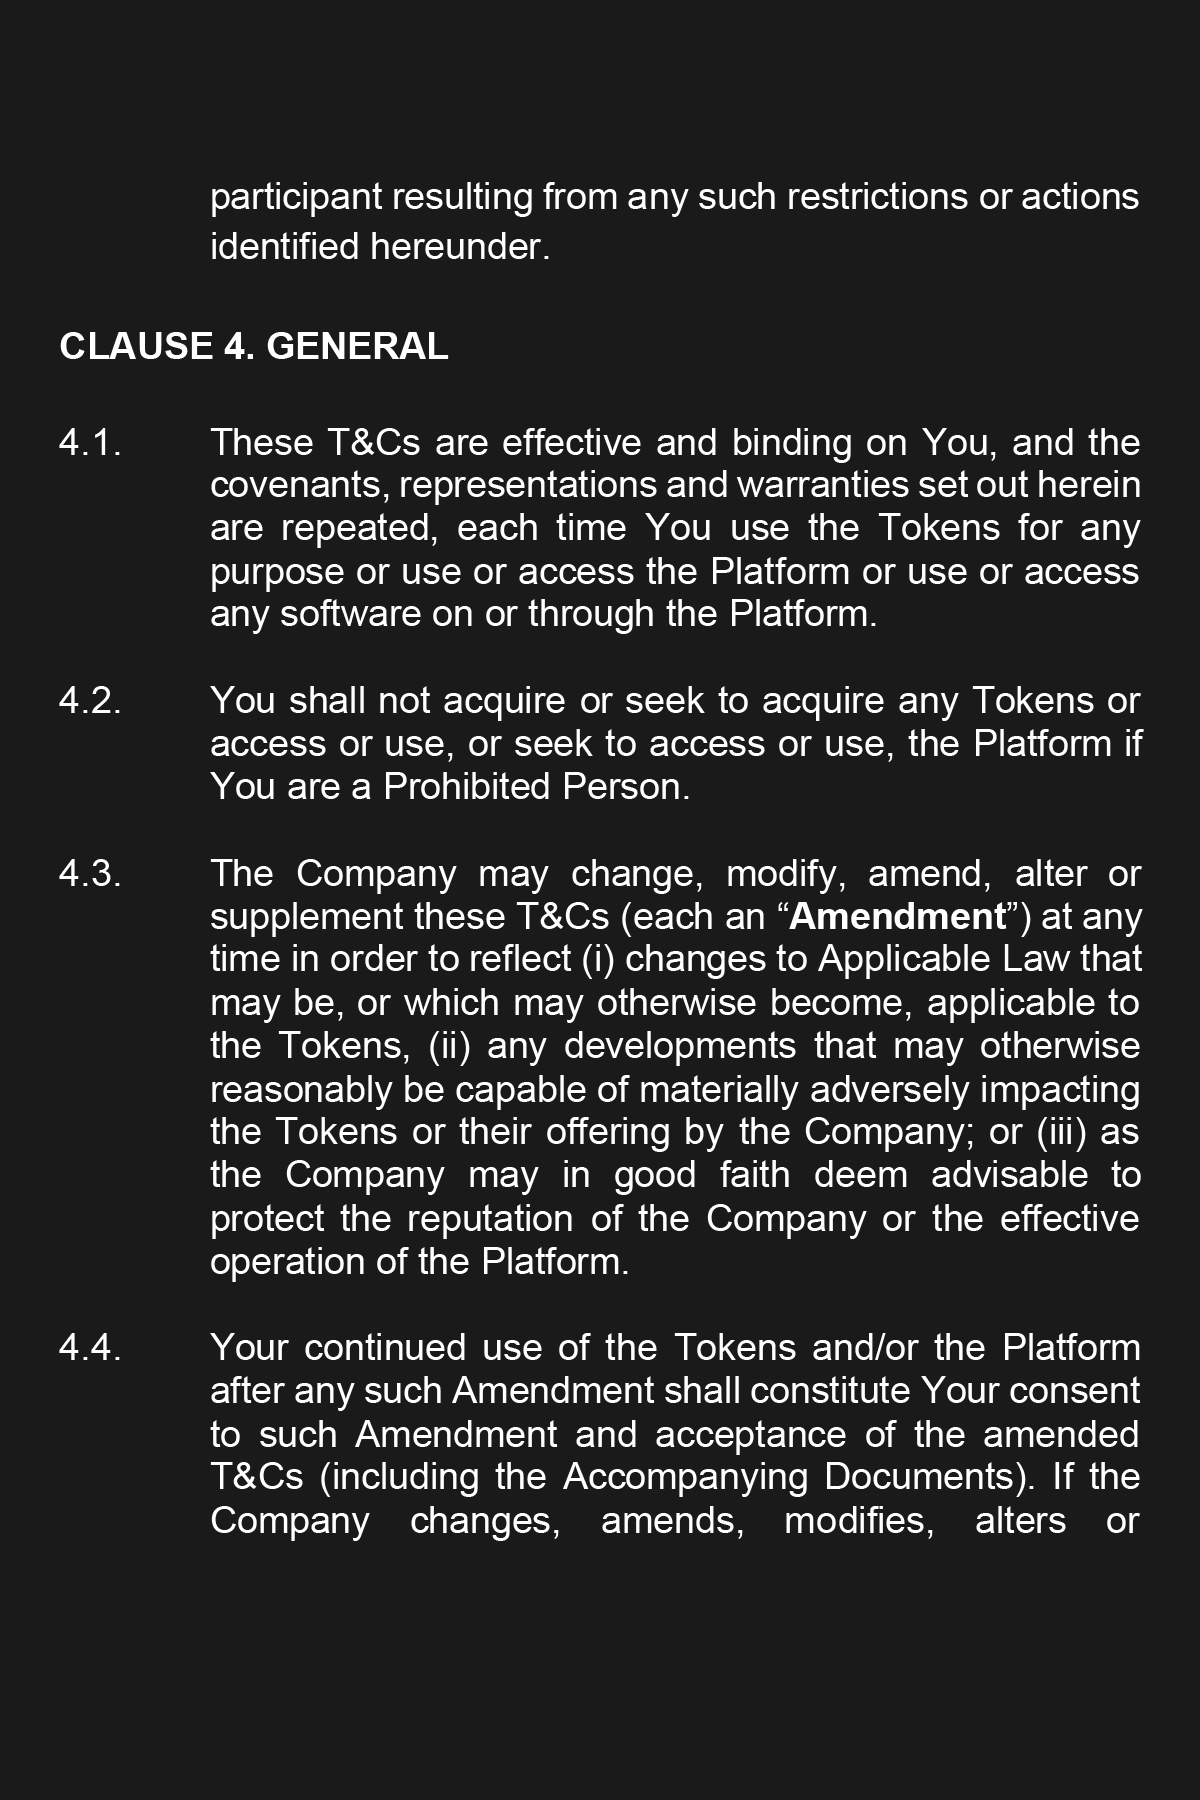 participant resulting from any such restrictions or actions
identified hereunder.
CLAUSE 4. GENERAL
4.1. These T&Cs are effective and binding on You, and the
covenants, representations and warranties set out herein
are repeated, each time You use the Tokens for any
purpose or use or access the Platform or use or access
any software on or through the Platform.
4.2. You shall not acquire or seek to acquire any Tokens or
access or use, or seek to access or use, the Platform if
You are a Prohibited Person.
4.3. The Company may change, modify, amend, alter or
supplement these T&Cs (each an “Amendment”) at any
time in order to reflect (i) changes to Applicable Law that
may be, or which may otherwise become, applicable to
the Tokens, (ii) any developments that may otherwise
reasonably be capable of materially adversely impacting
the Tokens or their offering by the Company; or (iii) as
the Company may in good faith deem advisable to
protect the reputation of the Company or the effective
operation of the Platform.
4.4. Your continued use of the Tokens and/or the Platform
after any such Amendment shall constitute Your consent
to such Amendment and acceptance of the amended
T&Cs (including the Accompanying Documents). If the
Company changes, amends, modifies, alters or